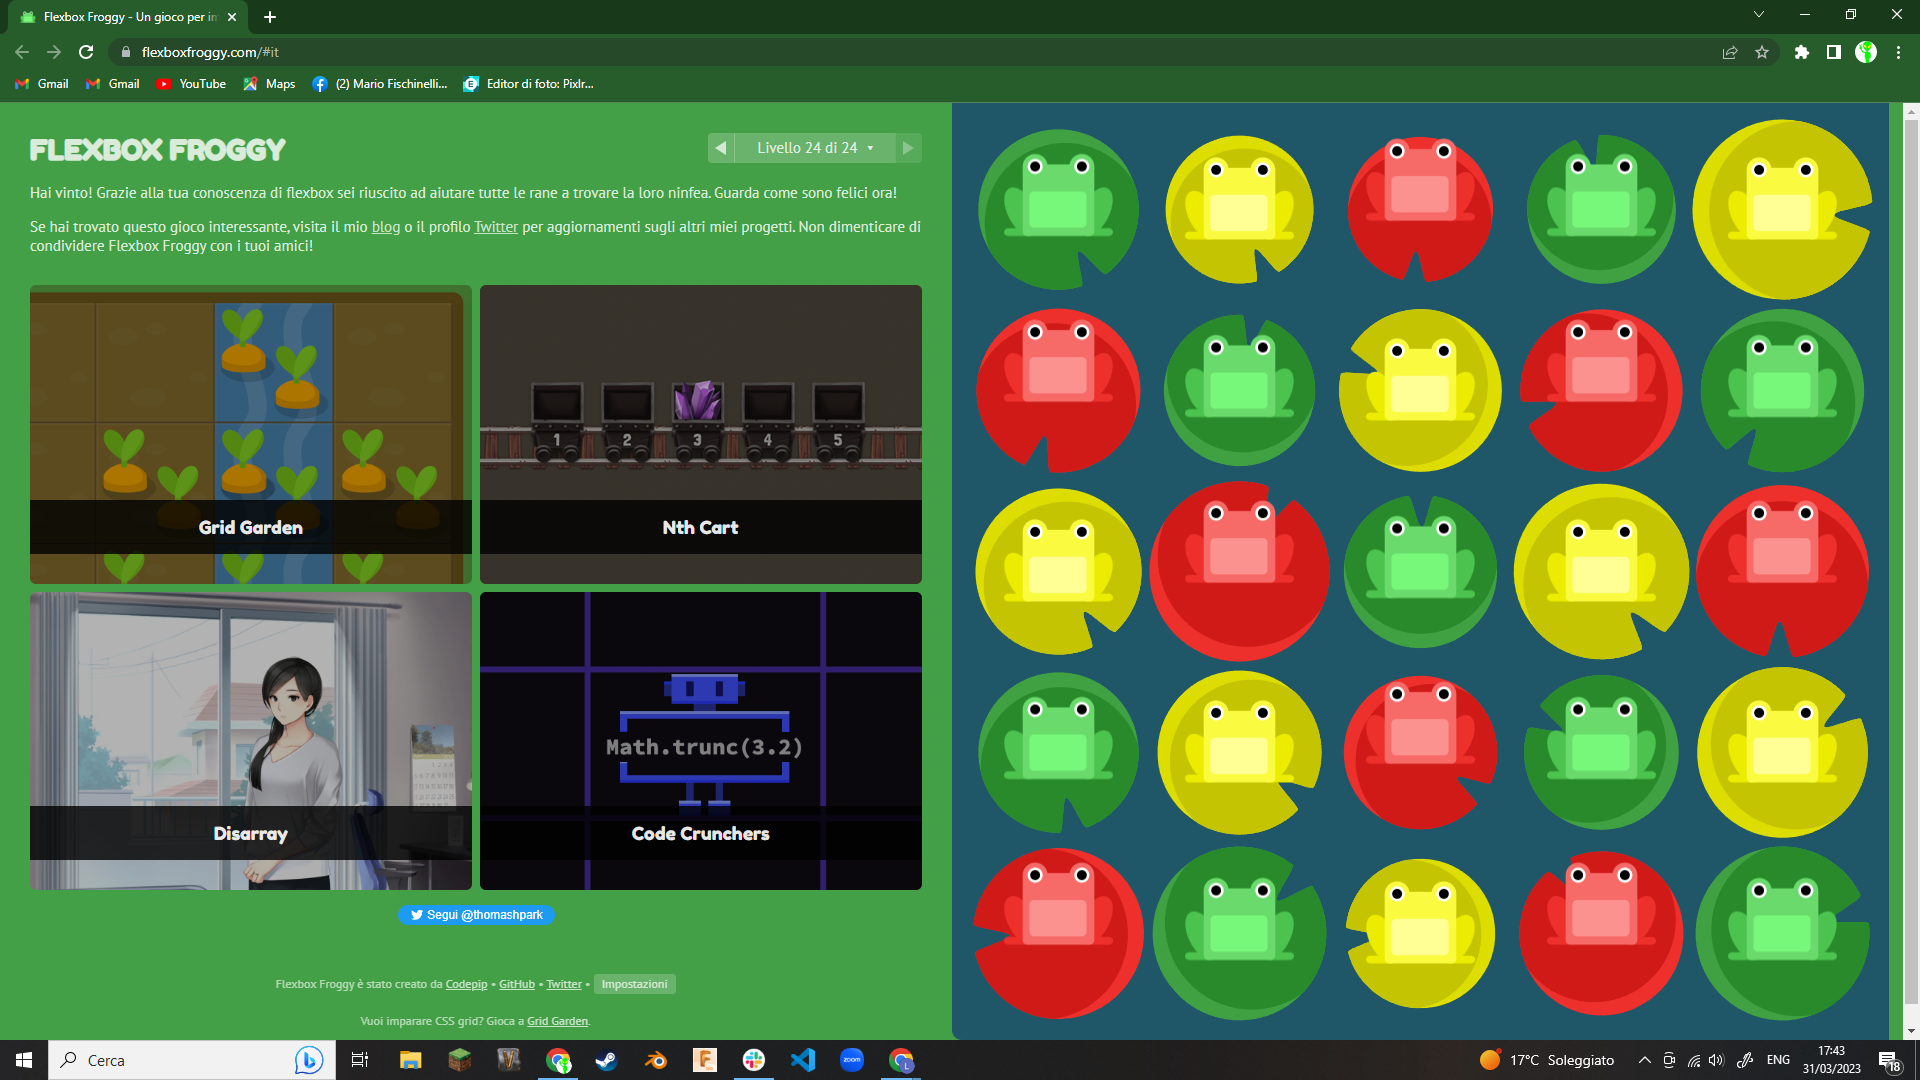 Flexbox Froggy - Un gioco per im
flexboxfroggy.com/#it
Gmail
Gmail
YouTube
Maps
(2) Mario Fischinelli...
Editor di foto: Pixlr...
FLEXBOX FROGGY
Livello 24 di 24
Hai vinto! Grazie alla tua conoscenza di flexbox sei riuscito ad aiutare tutte le rane a trovare la loro ninfea. Guarda come sono felici ora!
Se hai trovato questo gioco interessante, visita il mio blog o il profilo Twitter per aggiornamenti sugli altri miei progetti. Non dimenticare di
condividere Flexbox Froggy con i tuoi amici!
1 2 3 4 5
Grid Garden
Nth Cart
Math.trunc(3.2)
Disarray
Code Crunchers
Segui @thomashpark
Flexbox Froggy è stato creato da Codepip • GitHub • Twitter • Impostazioni
Vuoi imparare CSS grid? Gioca a Grid Garden.
Cerca
zoom
L
17°C Soleggiato
ENG
17:43
31/03/2023
18